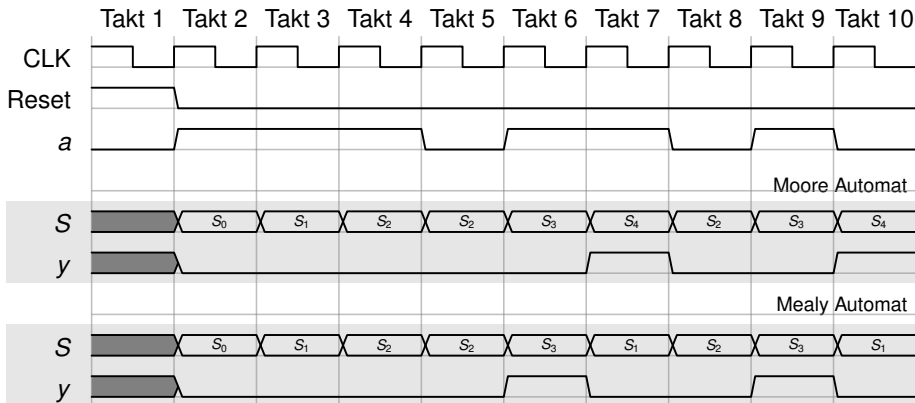 Takt 1 Takt 2 Takt 3 Takt 4 Takt 5 Takt 6 Takt 7 Takt 8 Takt 9 Takt 10
CLK
Reset
a
Moore Automat
S S0 S1 S2 S2 S3 S4 S2 S3 S4
y
Mealy Automat
S S0 S1 S2 S2 S3 S1 S2 S3 S1
y